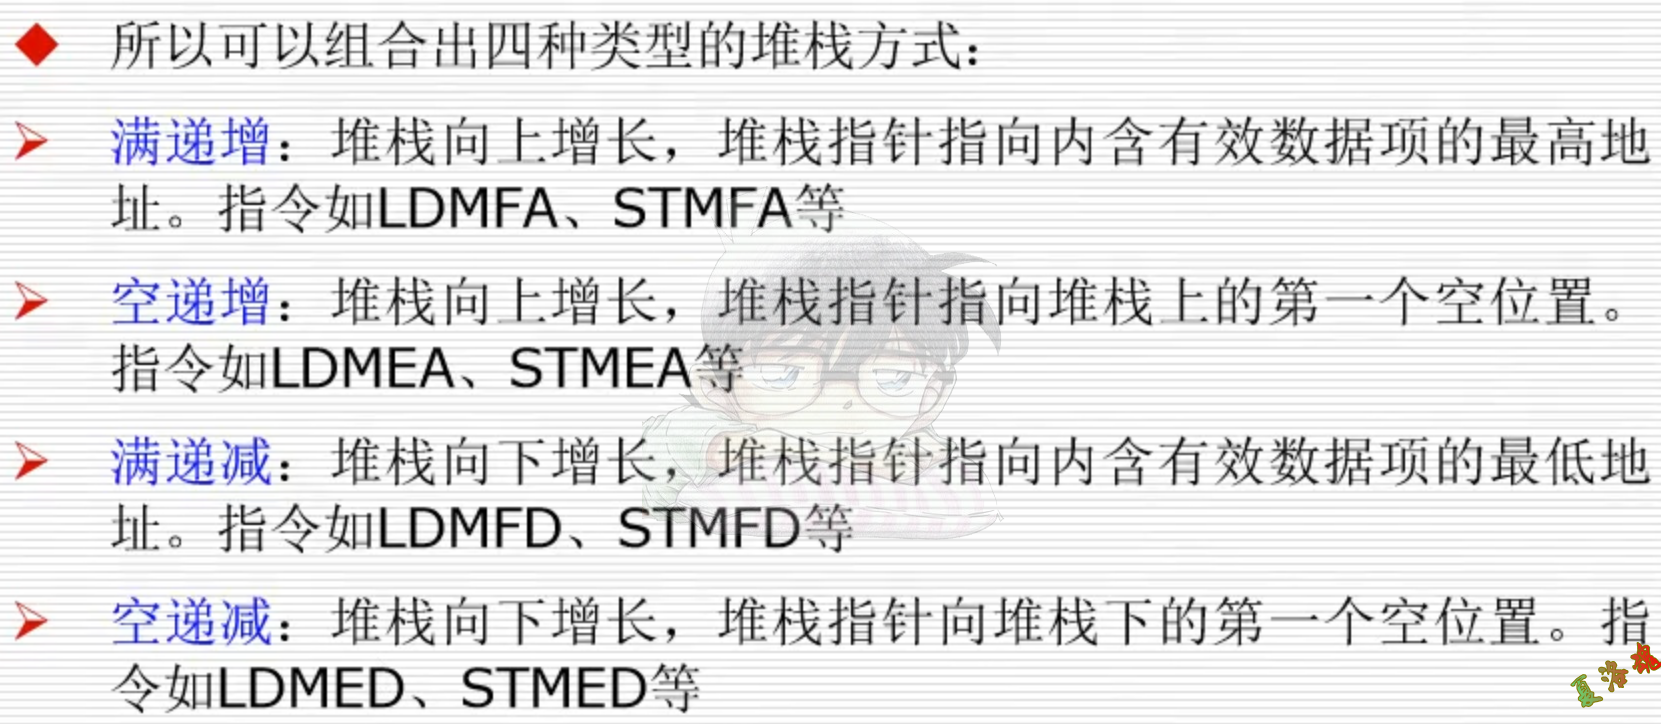 所以可以组合出四种类型的堆栈方式：
满递增：堆栈向上增长，堆栈指针指向内含有效数据项的最高地
址。指令如LDMFA、STMFA等
空递增：堆栈向上增长，堆栈指针指向堆栈上的第一个空位置。
指令如LDMEA、STMEA等
满递减：堆栈向下增长，堆栈指针指向内含有效数据项的最低地
址。指令如LDMFD、STMFD等
空递减：堆栈向下增长，堆栈指针向堆栈下的第一个空位置。指
令如LDMED、STMED等